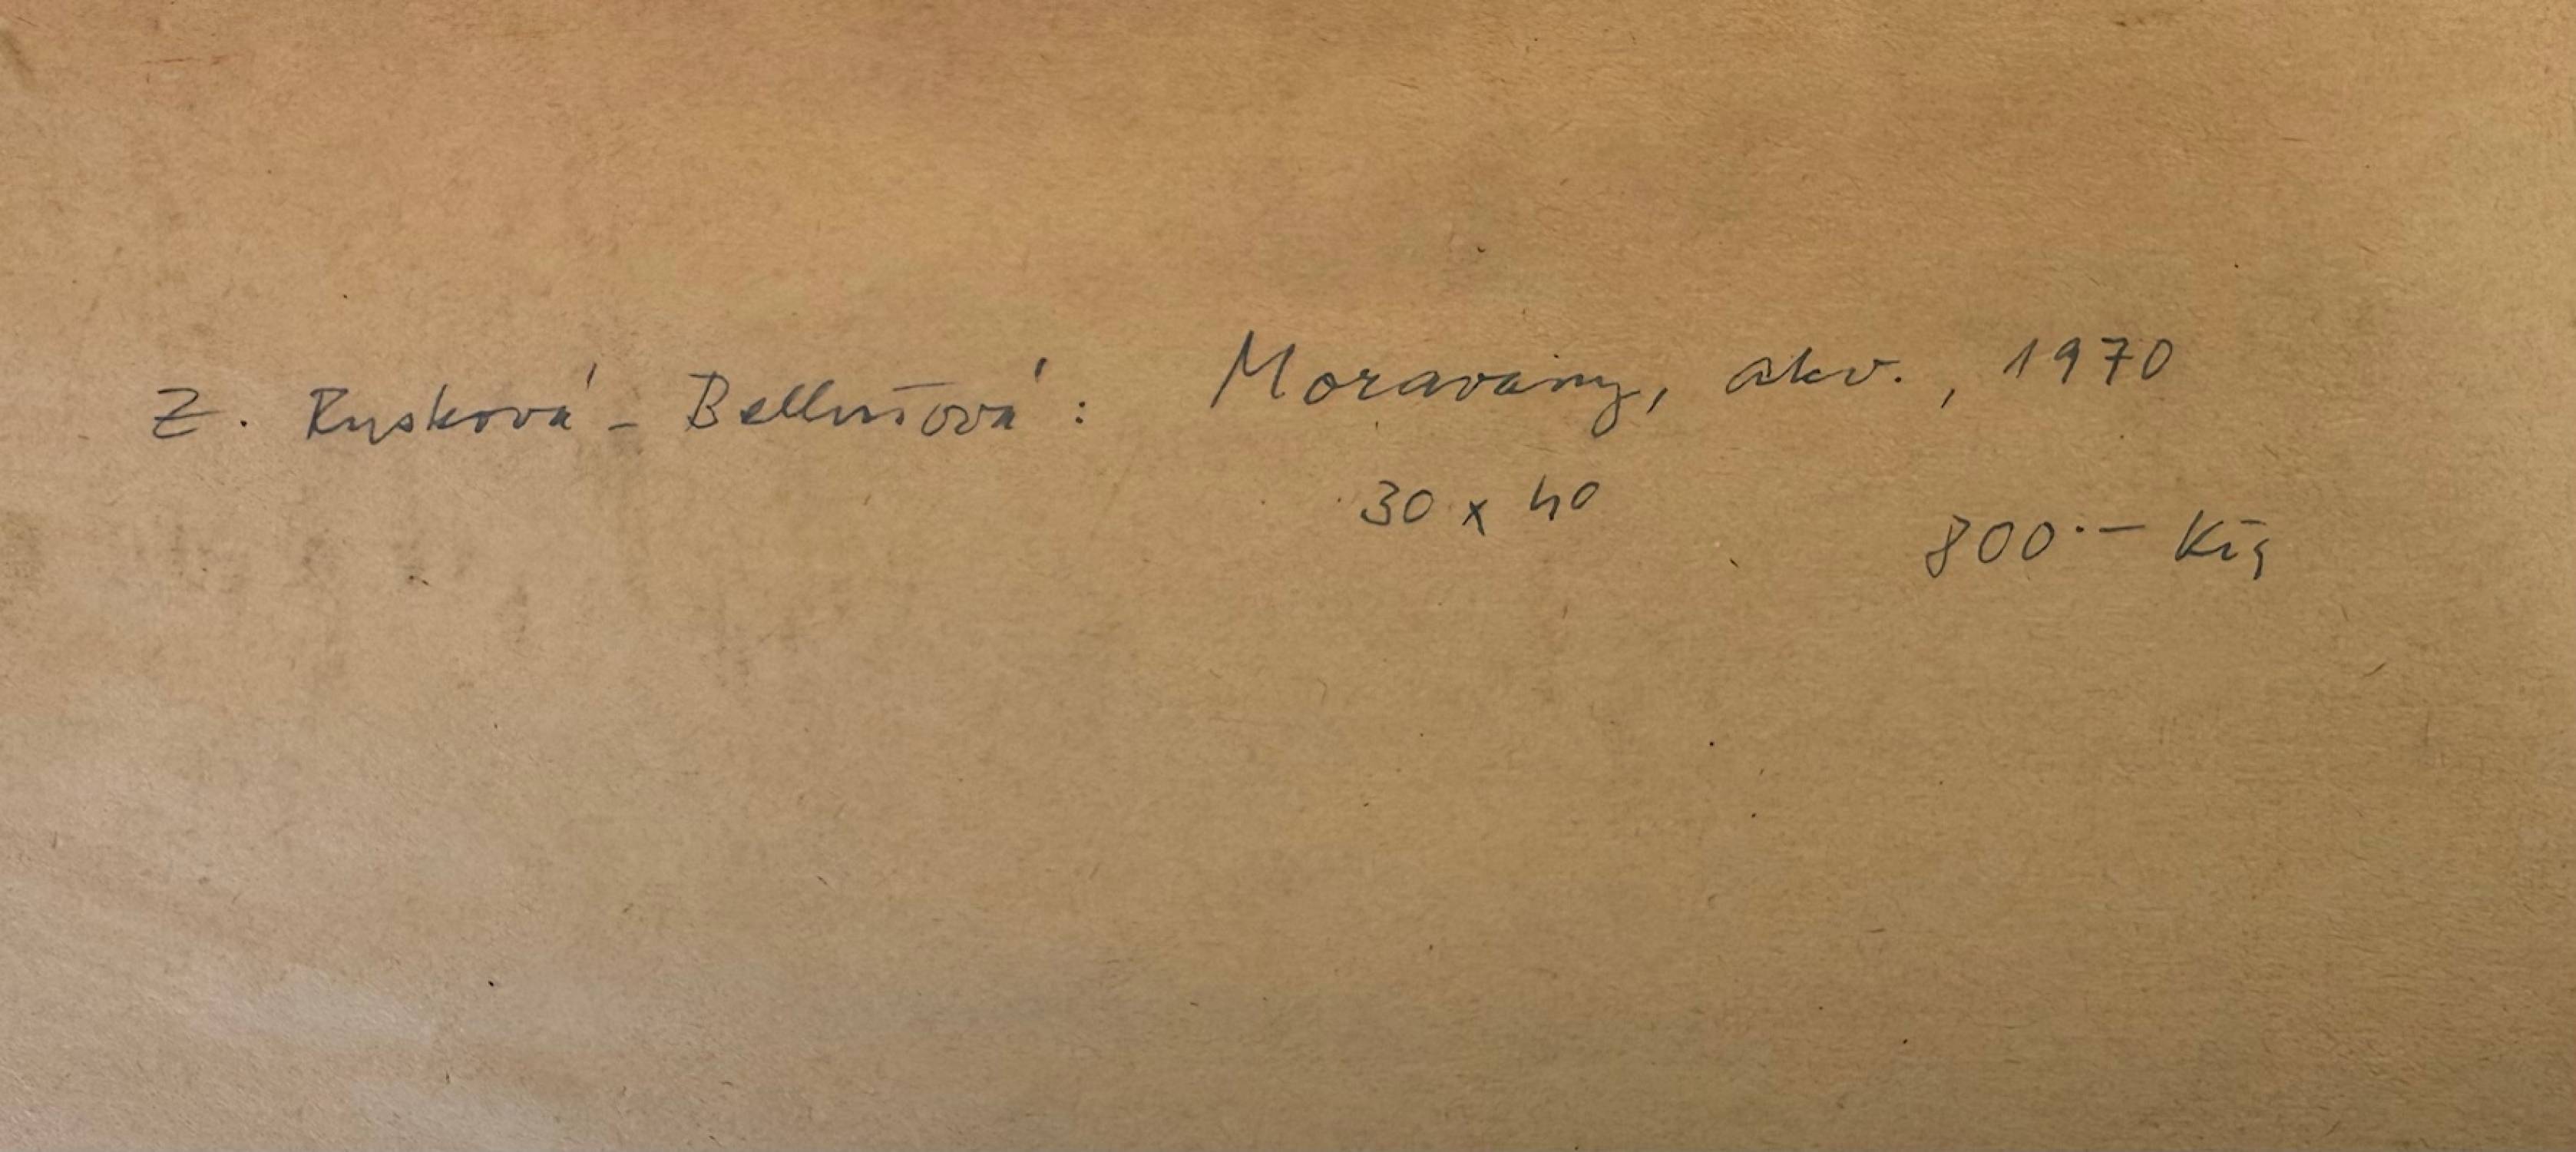 Z. Rusková - Bellušová: Moravany, akv., 1970
30 x 40
800.- Kčs